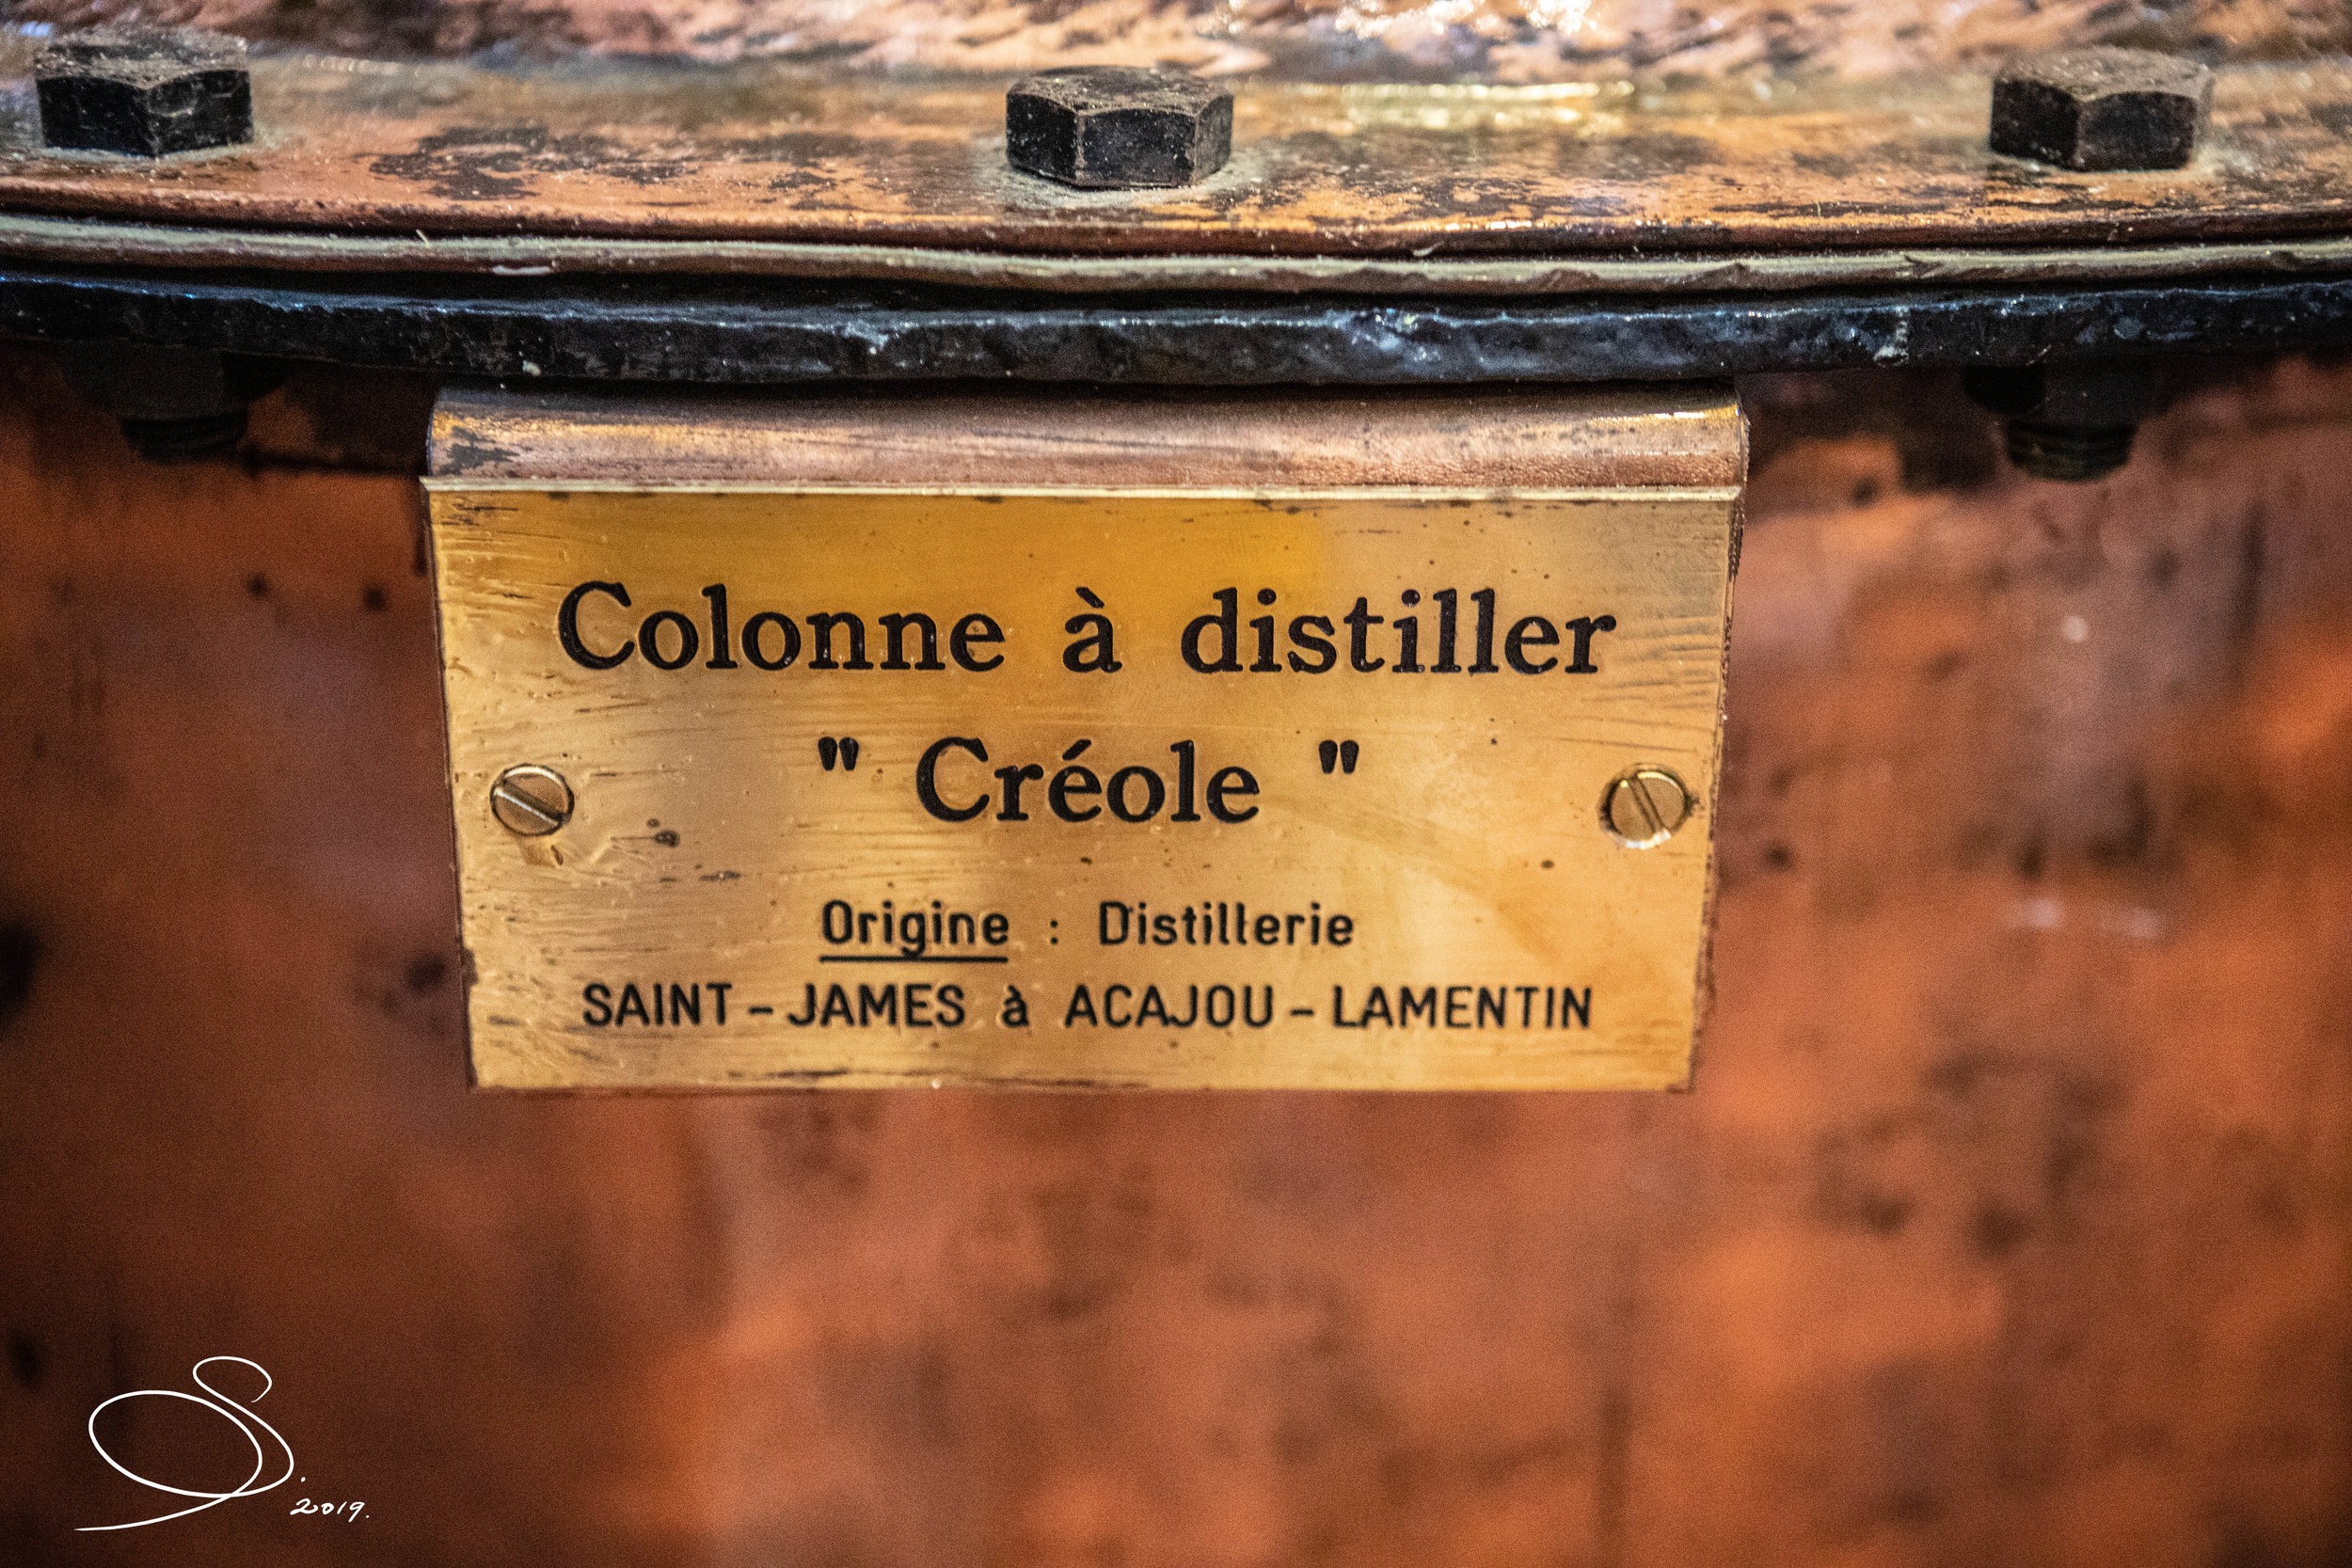 Colonne à distiller
" Créole "
Origine : Distillerie
SAINT-JAMES à ACAJOU-LAMENTIN
S. 2019.